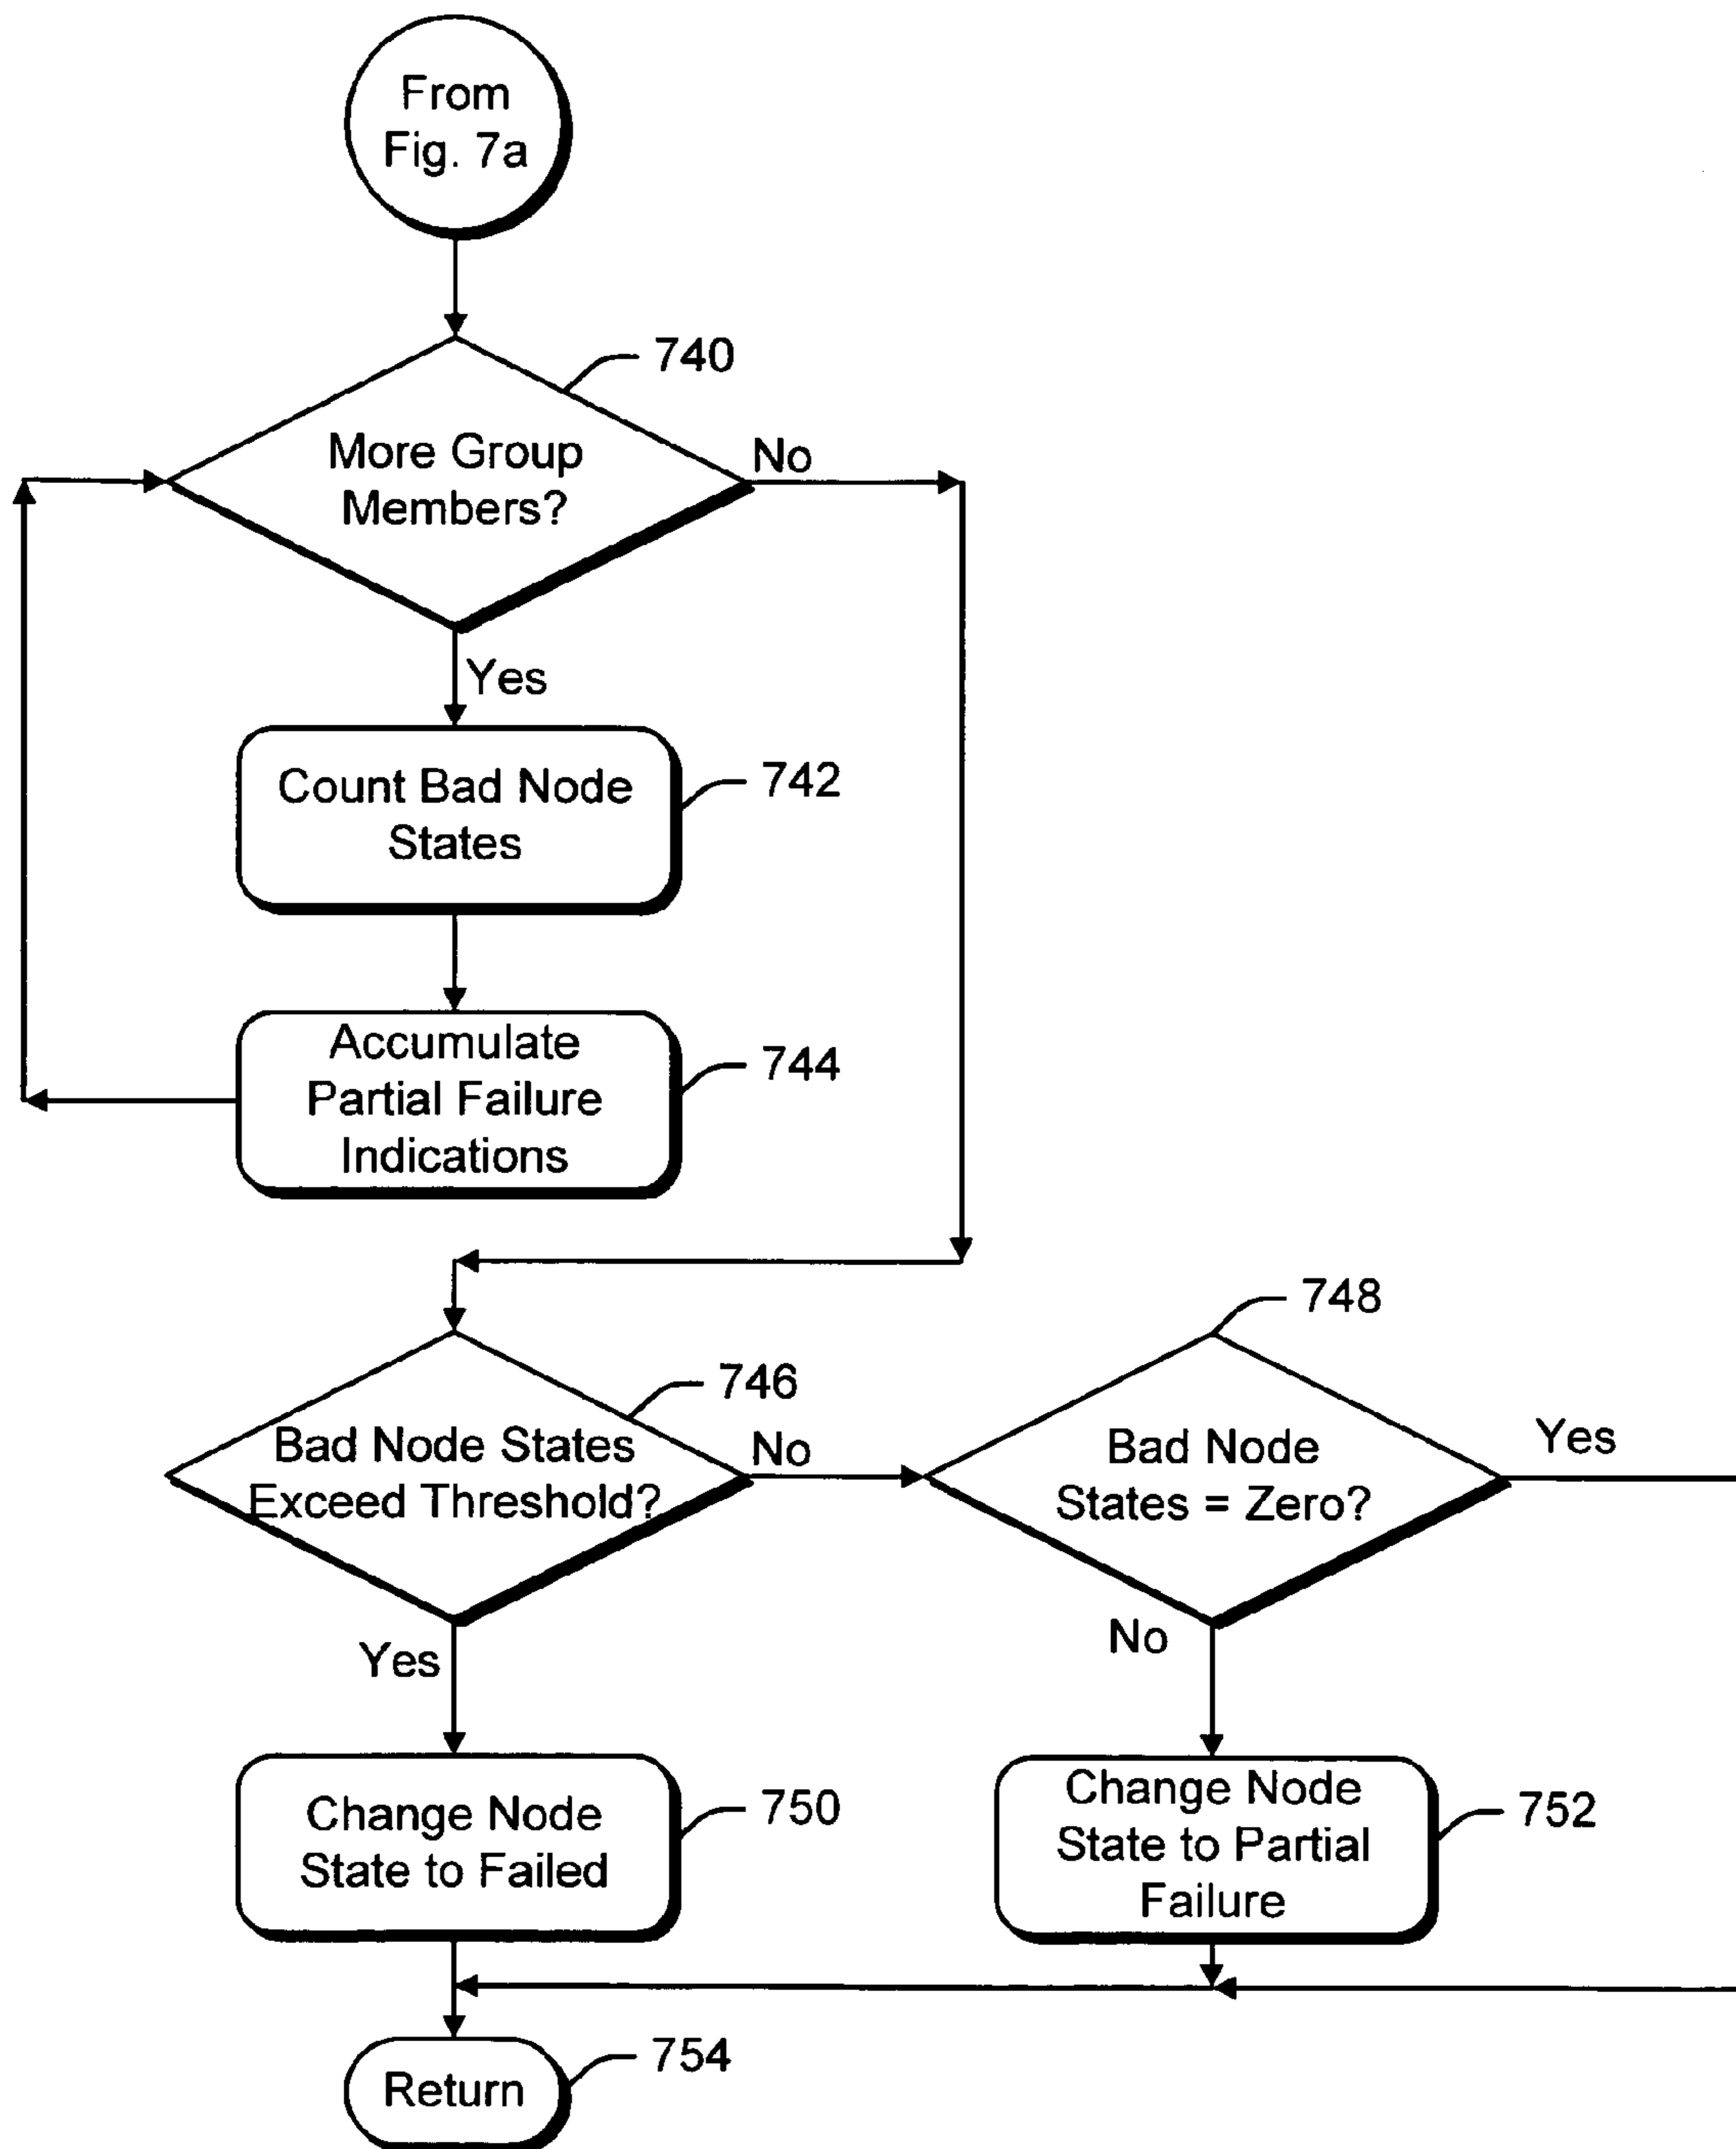 From
Fig. 7a
740
More Group
Members?
No
Yes
Count Bad Node
States
742
Accumulate
Partial Failure
Indications
744
748
746
Bad Node States
Exceed Threshold?
No
Bad Node
States = Zero?
Yes
Yes
No
Change Node
State to Failed
750
Change Node
State to Partial
Failure
752
Return
754